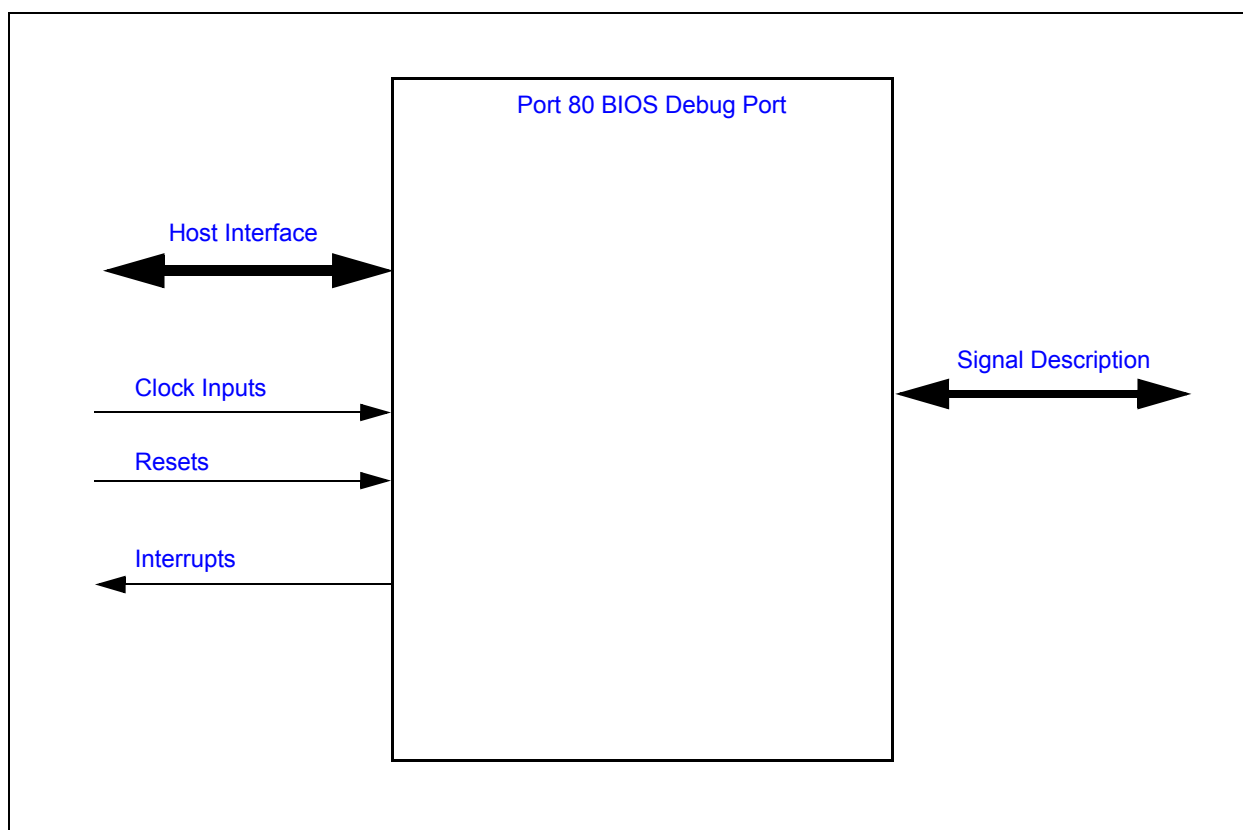 Port 80 BIOS Debug Port
Host Interface
Signal Description
Clock Inputs
Resets
Interrupts